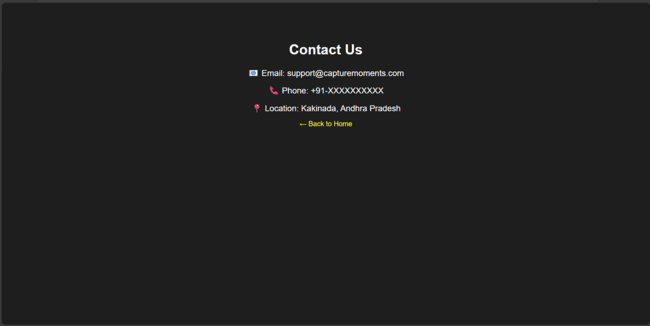 Contact Us
📧 Email: support@capturemoments.com
📞 Phone: +91-XXXXXXXXXX
📍 Location: Kakinada, Andhra Pradesh
← Back to Home